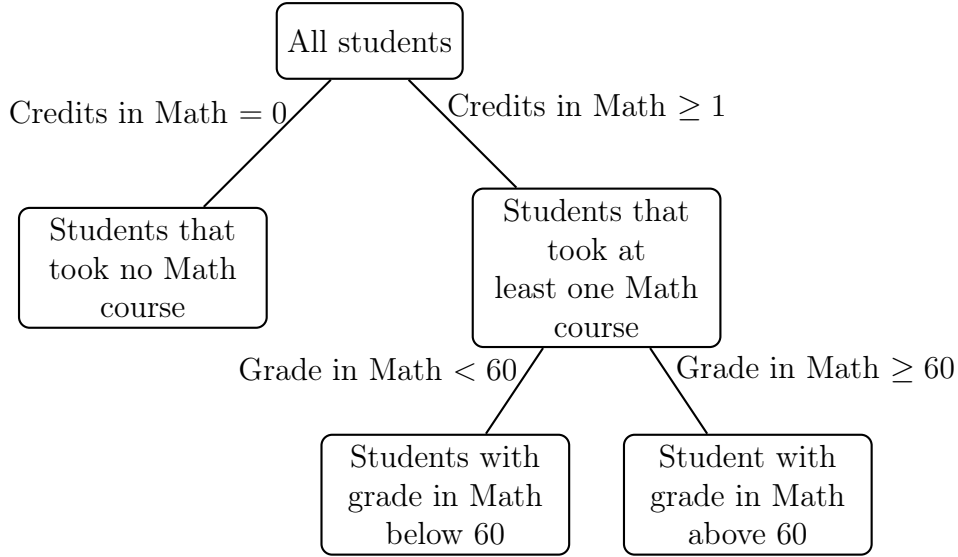 All students
Credits in Math = 0
Credits in Math ≥ 1
Students that
took no Math
course
Students that
took at
least one Math
course
Grade in Math < 60
Grade in Math ≥ 60
Students with
grade in Math
below 60
Student with
grade in Math
above 60